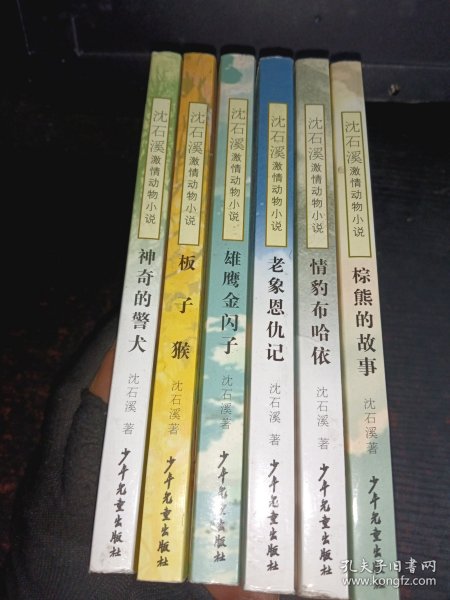 沈石溪激情动物小说
神奇的警犬
沈石溪 著
少年儿童出版社
沈石溪激情动物小说
板子猴
沈石溪 著
少年儿童出版社
沈石溪激情动物小说
雄鹰金闪子
沈石溪 著
少年儿童出版社
沈石溪激情动物小说
老象恩仇记
沈石溪 著
少年儿童出版社
沈石溪激情动物小说
情豹布哈依
沈石溪 著
少年儿童出版社
沈石溪激情动物小说
棕熊的故事
沈石溪 著
少年儿童出版社
孔夫子旧书网
kongfz.com